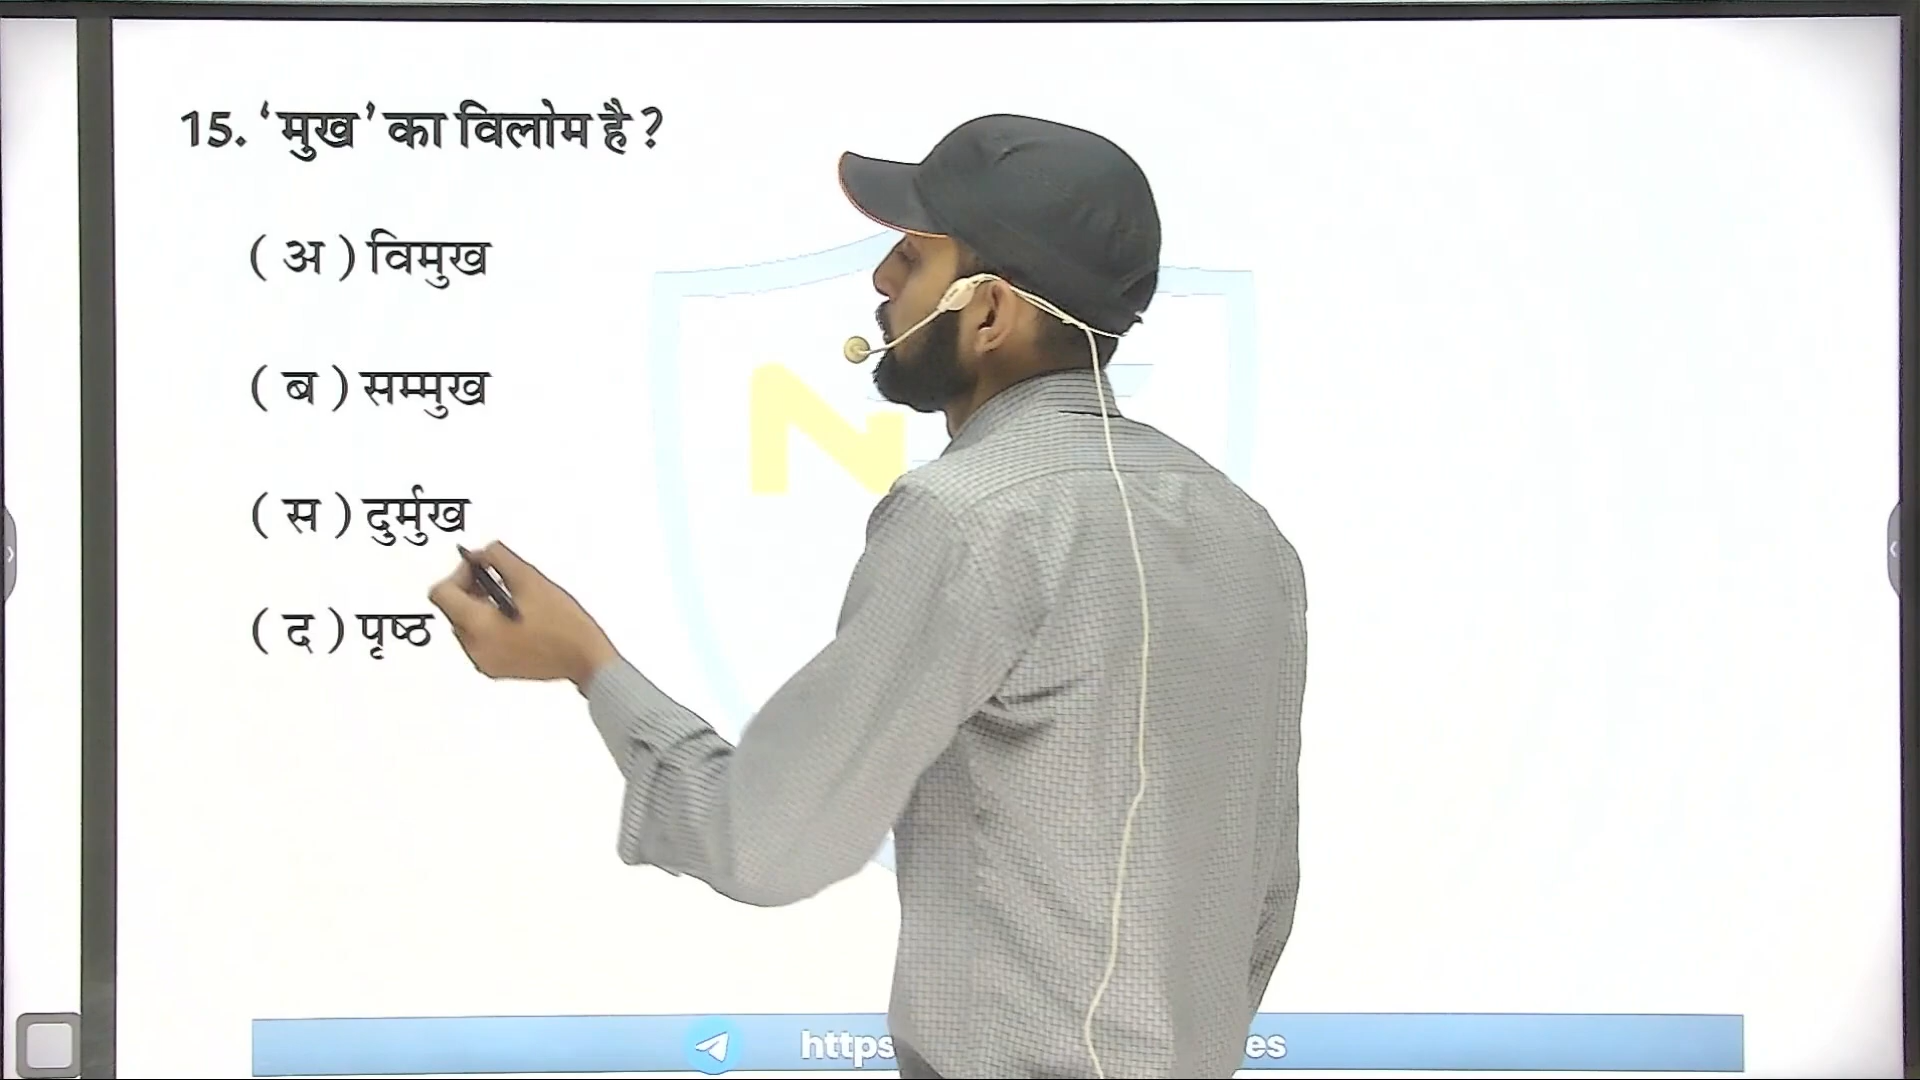 15. ‘मुख’ का विलोम है ?
( अ ) विमुख
( ब ) सम्मुख
( स ) दुर्मुख
( द ) पृष्ठ
https
es